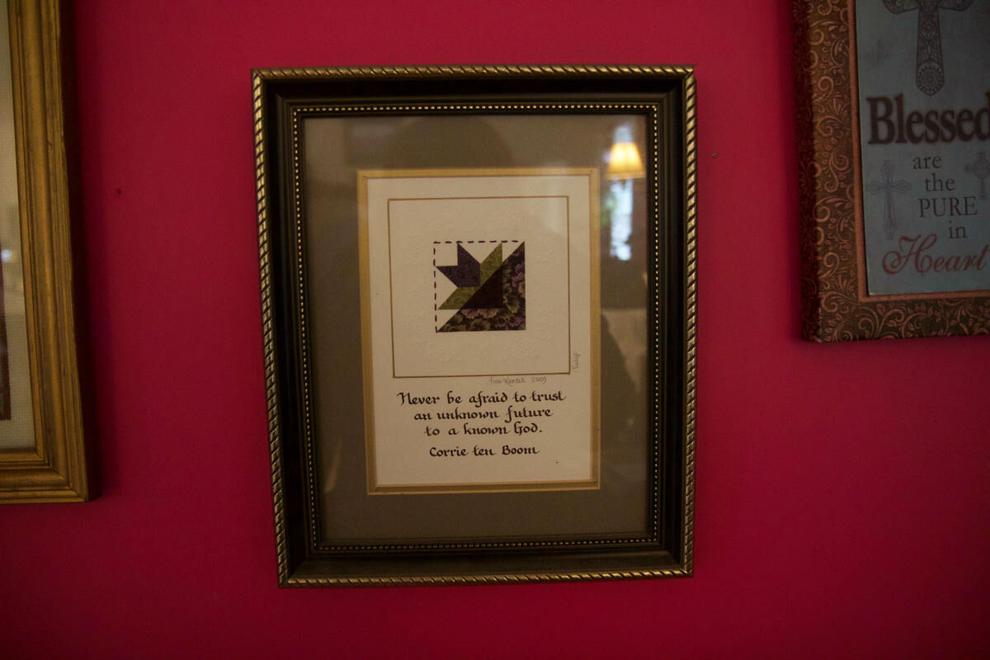 Never be afraid to trust
an unknown future
to a known God.
Corrie ten Boom
Blessed
are
the
PURE
in
Heart